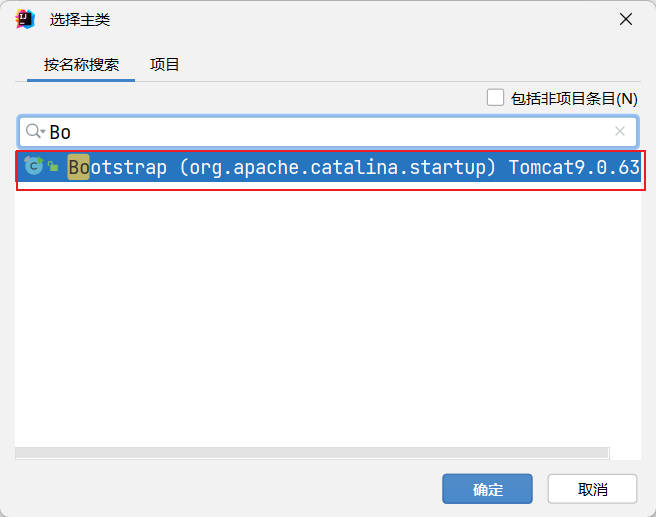 选择主类
按名称搜索 项目
包括非项目条目(N)
Bo
Bootstrap (org.apache.catalina.startup) Tomcat9.0.63
确定 取消